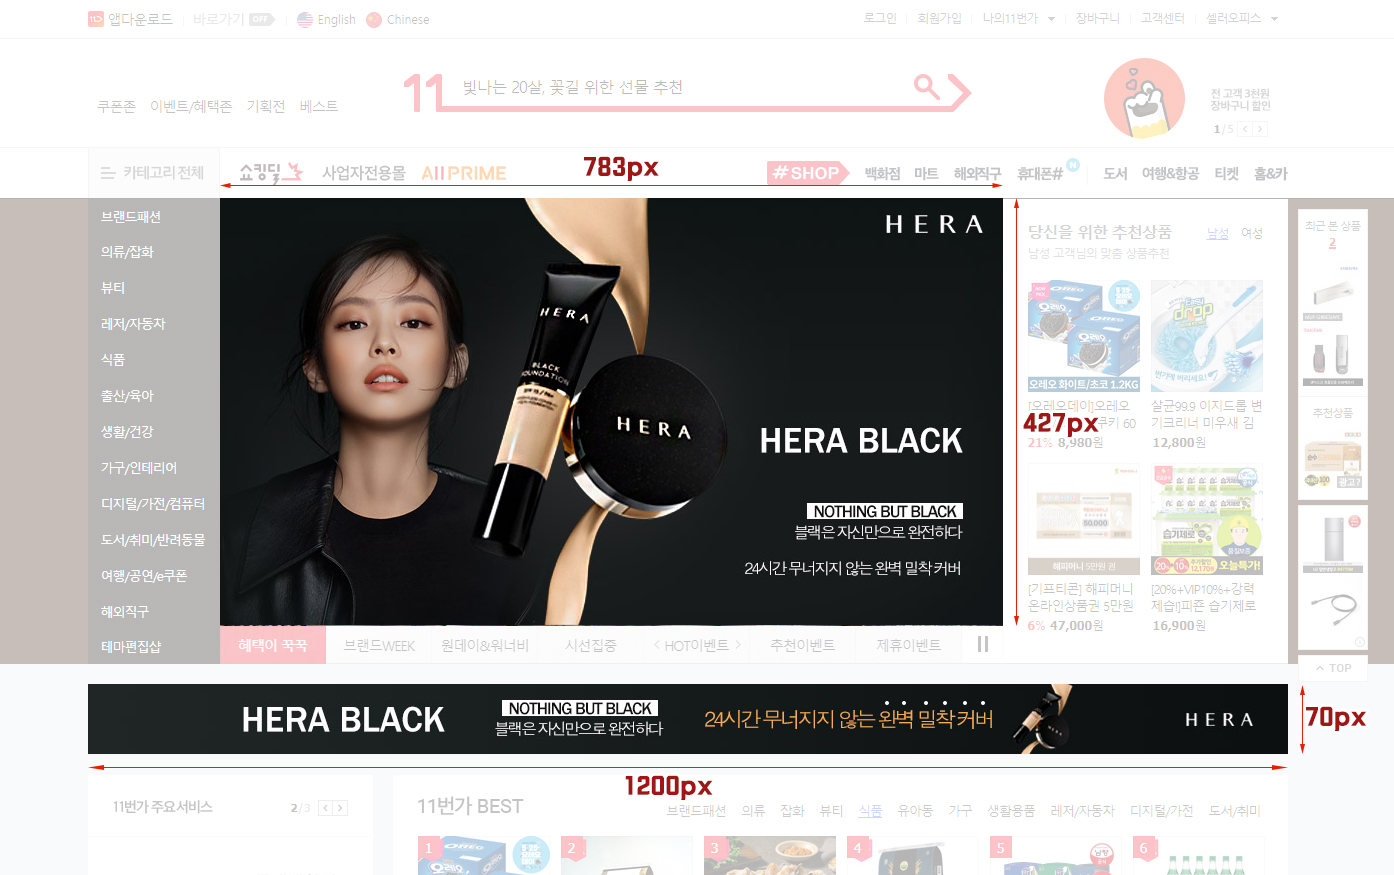 앱다운로드 바로가기 OFF English Chinese 로그인 회원가입 나의11번가 장바구니 고객센터 셀러오피스
쿠폰존 이벤트/혜택존 기획전 베스트
11 빛나는 20살, 꽃길 위한 선물 추천
전 고객 3천원
장바구니 할인
1/5
카테고리 전체 쇼킹딜 사업자전용몰 All PRIME #SHOP 백화점 마트 해외직구 휴대폰# N 도서 여행&항공 티켓 홈&카
783px
브랜드패션
의류/잡화
뷰티
레저/자동차
식품
출산/육아
생활/건강
가구/인테리어
디지털/가전/컴퓨터
도서/취미/반려동물
여행/공연/e쿠폰
해외직구
테마편집샵
HERA
HERA
BLACK
FOUNDATION
HERA
HERA BLACK
NOTHING BUT BLACK
블랙은 자신만으로 완전하다
24시간 무너지지 않는 완벽 밀착 커버
혜택이 꾹꾹 브랜드WEEK 원데이&워너비 시선집중 HOT이벤트 추천이벤트 제휴이벤트
427px
당신을 위한 추천상품 남성 여성
남성 고객님의 맞춤 상품추천
오레오 화이트/초코 1.2KG
[오레오데이]오레오
쿠키 60
21% 8,980원
살균99.9 이지드롭 변
기크리너 미우새 김
12,800원
해피머니 5만원 권
[기프티콘] 해피머니
온라인상품권 5만원
6% 47,000원
습기제로
오늘특가!
[20%+VIP10%+강력
제습]피죤 습기제로
16,900원
최근 본 상품
2
추천상품
광고?
TOP
HERA BLACK
NOTHING BUT BLACK
블랙은 자신만으로 완전하다
24시간 무너지지 않는 완벽 밀착 커버
HERA
70px
1200px
11번가 주요서비스 2/3
11번가 BEST 브랜드패션 의류 잡화 뷰티 식품 유아동 가구 생활용품 레저/자동차 디지털/가전 도서/취미
1 2 3 4 5 6